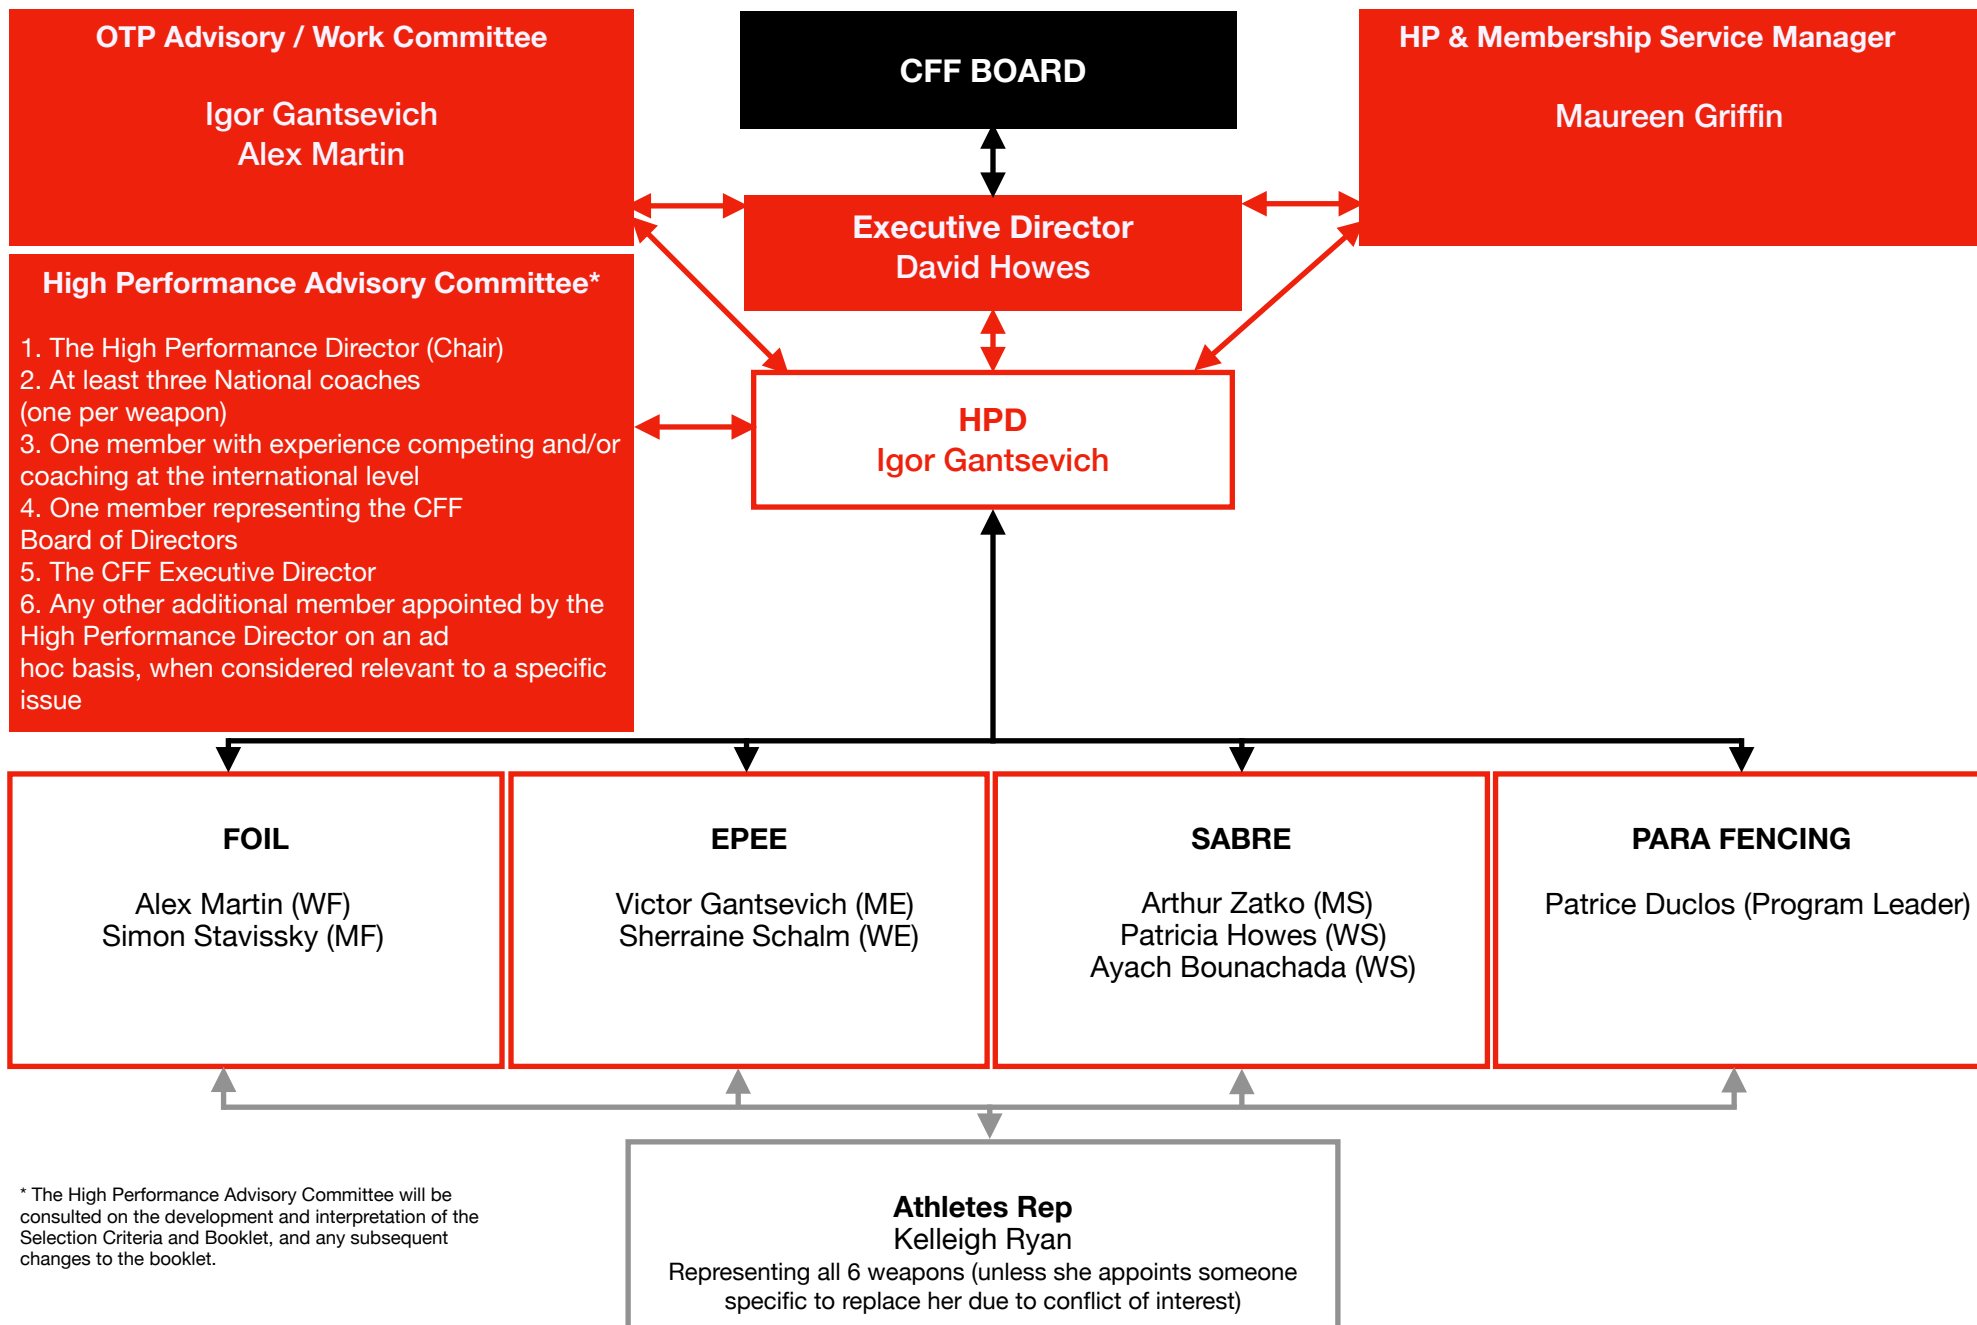 OTP Advisory / Work Committee
Igor Gantsevich
Alex Martin
CFF BOARD
HP & Membership Service Manager
Maureen Griffin
Executive Director
David Howes
High Performance Advisory Committee*
1. The High Performance Director (Chair)
2. At least three National coaches
(one per weapon)
3. One member with experience competing and/or
coaching at the international level
4. One member representing the CFF
Board of Directors
5. The CFF Executive Director
6. Any other additional member appointed by the
High Performance Director on an ad
hoc basis, when considered relevant to a specific
issue
HPD
Igor Gantsevich
FOIL
Alex Martin (WF)
Simon Stavissky (MF)
EPEE
Victor Gantsevich (ME)
Sherraine Schalm (WE)
SABRE
Arthur Zatko (MS)
Patricia Howes (WS)
Ayach Bounachada (WS)
PARA FENCING
Patrice Duclos (Program Leader)
* The High Performance Advisory Committee will be
consulted on the development and interpretation of the
Selection Criteria and Booklet, and any subsequent
changes to the booklet.
Athletes Rep
Kelleigh Ryan
Representing all 6 weapons (unless she appoints someone
specific to replace her due to conflict of interest)